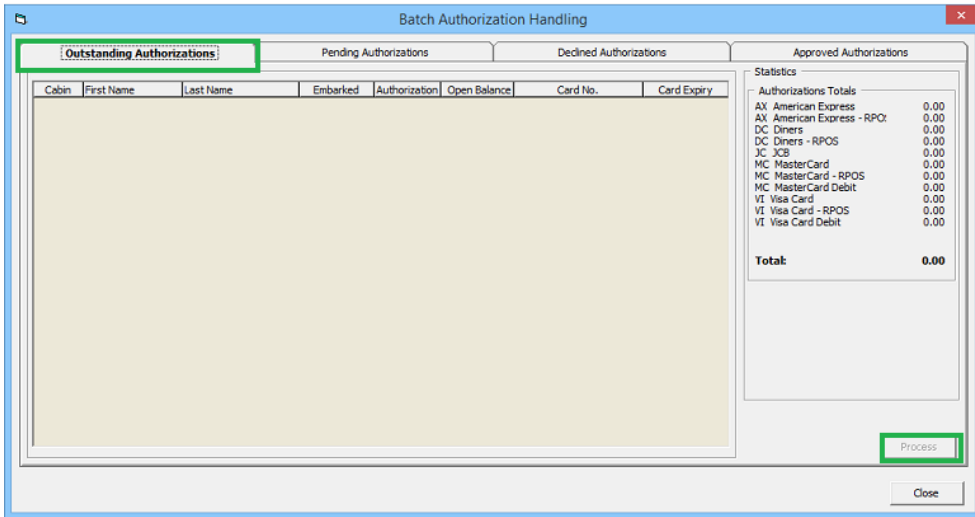 Batch Authorization Handling
Outstanding Authorizations
Pending Authorizations
Declined Authorizations
Approved Authorizations
Cabin First Name Last Name Embarked Authorization Open Balance Card No. Card Expiry
Statistics
Authorizations Totals
AX American Express 0.00
AX American Express - RPO: 0.00
DC Diners 0.00
DC Diners - RPOS 0.00
JC JCB 0.00
MC MasterCard 0.00
MC MasterCard - RPOS 0.00
MC MasterCard Debit 0.00
VI Visa Card 0.00
VI Visa Card - RPOS 0.00
VI Visa Card Debit 0.00
Total: 0.00
Process
Close